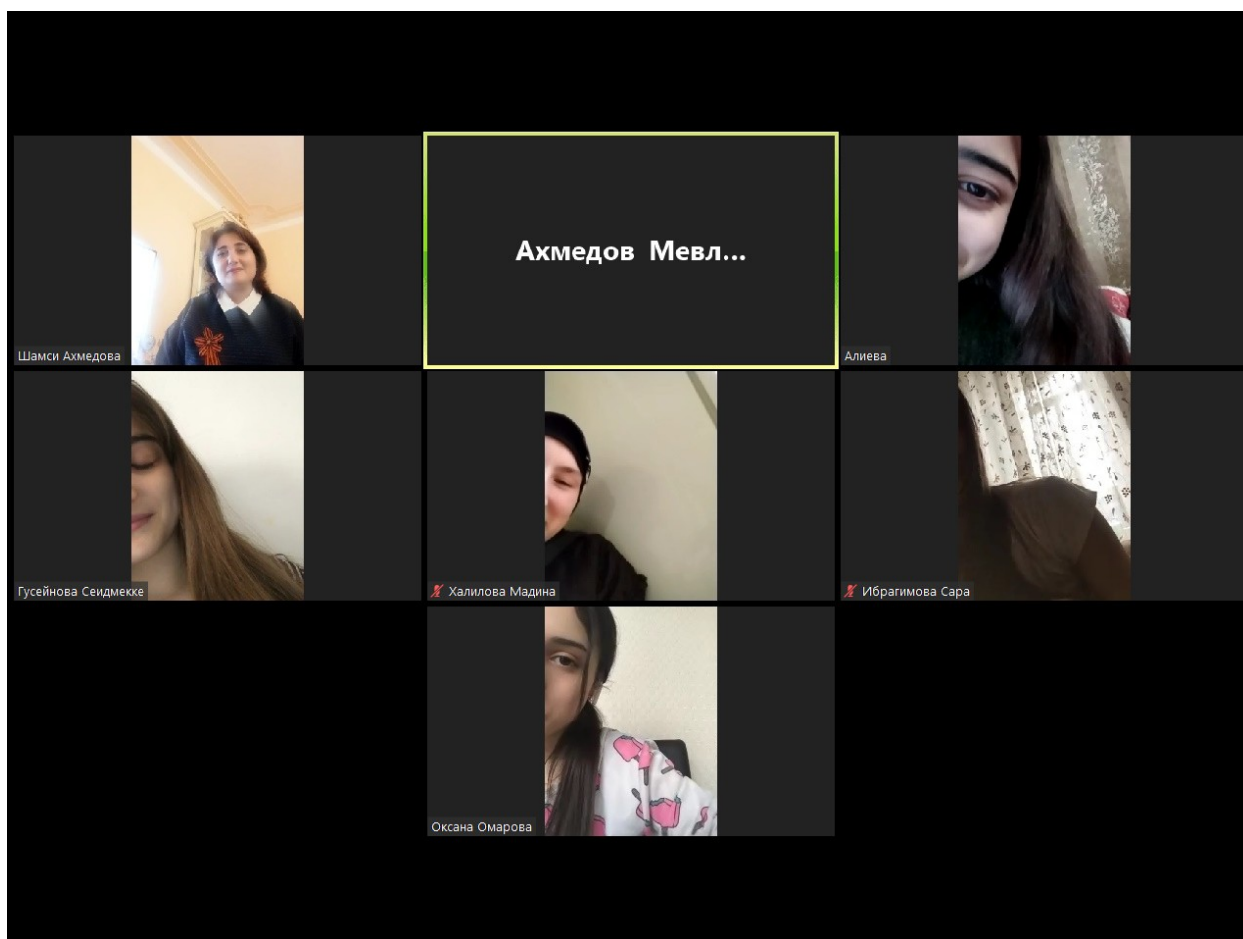 Шамси Ахмедова
Ахмедов Мевл...
Алиева
Гусейнова Сеидмекке
Халилова Мадина
Ибрагимова Сара
Оксана Омарова